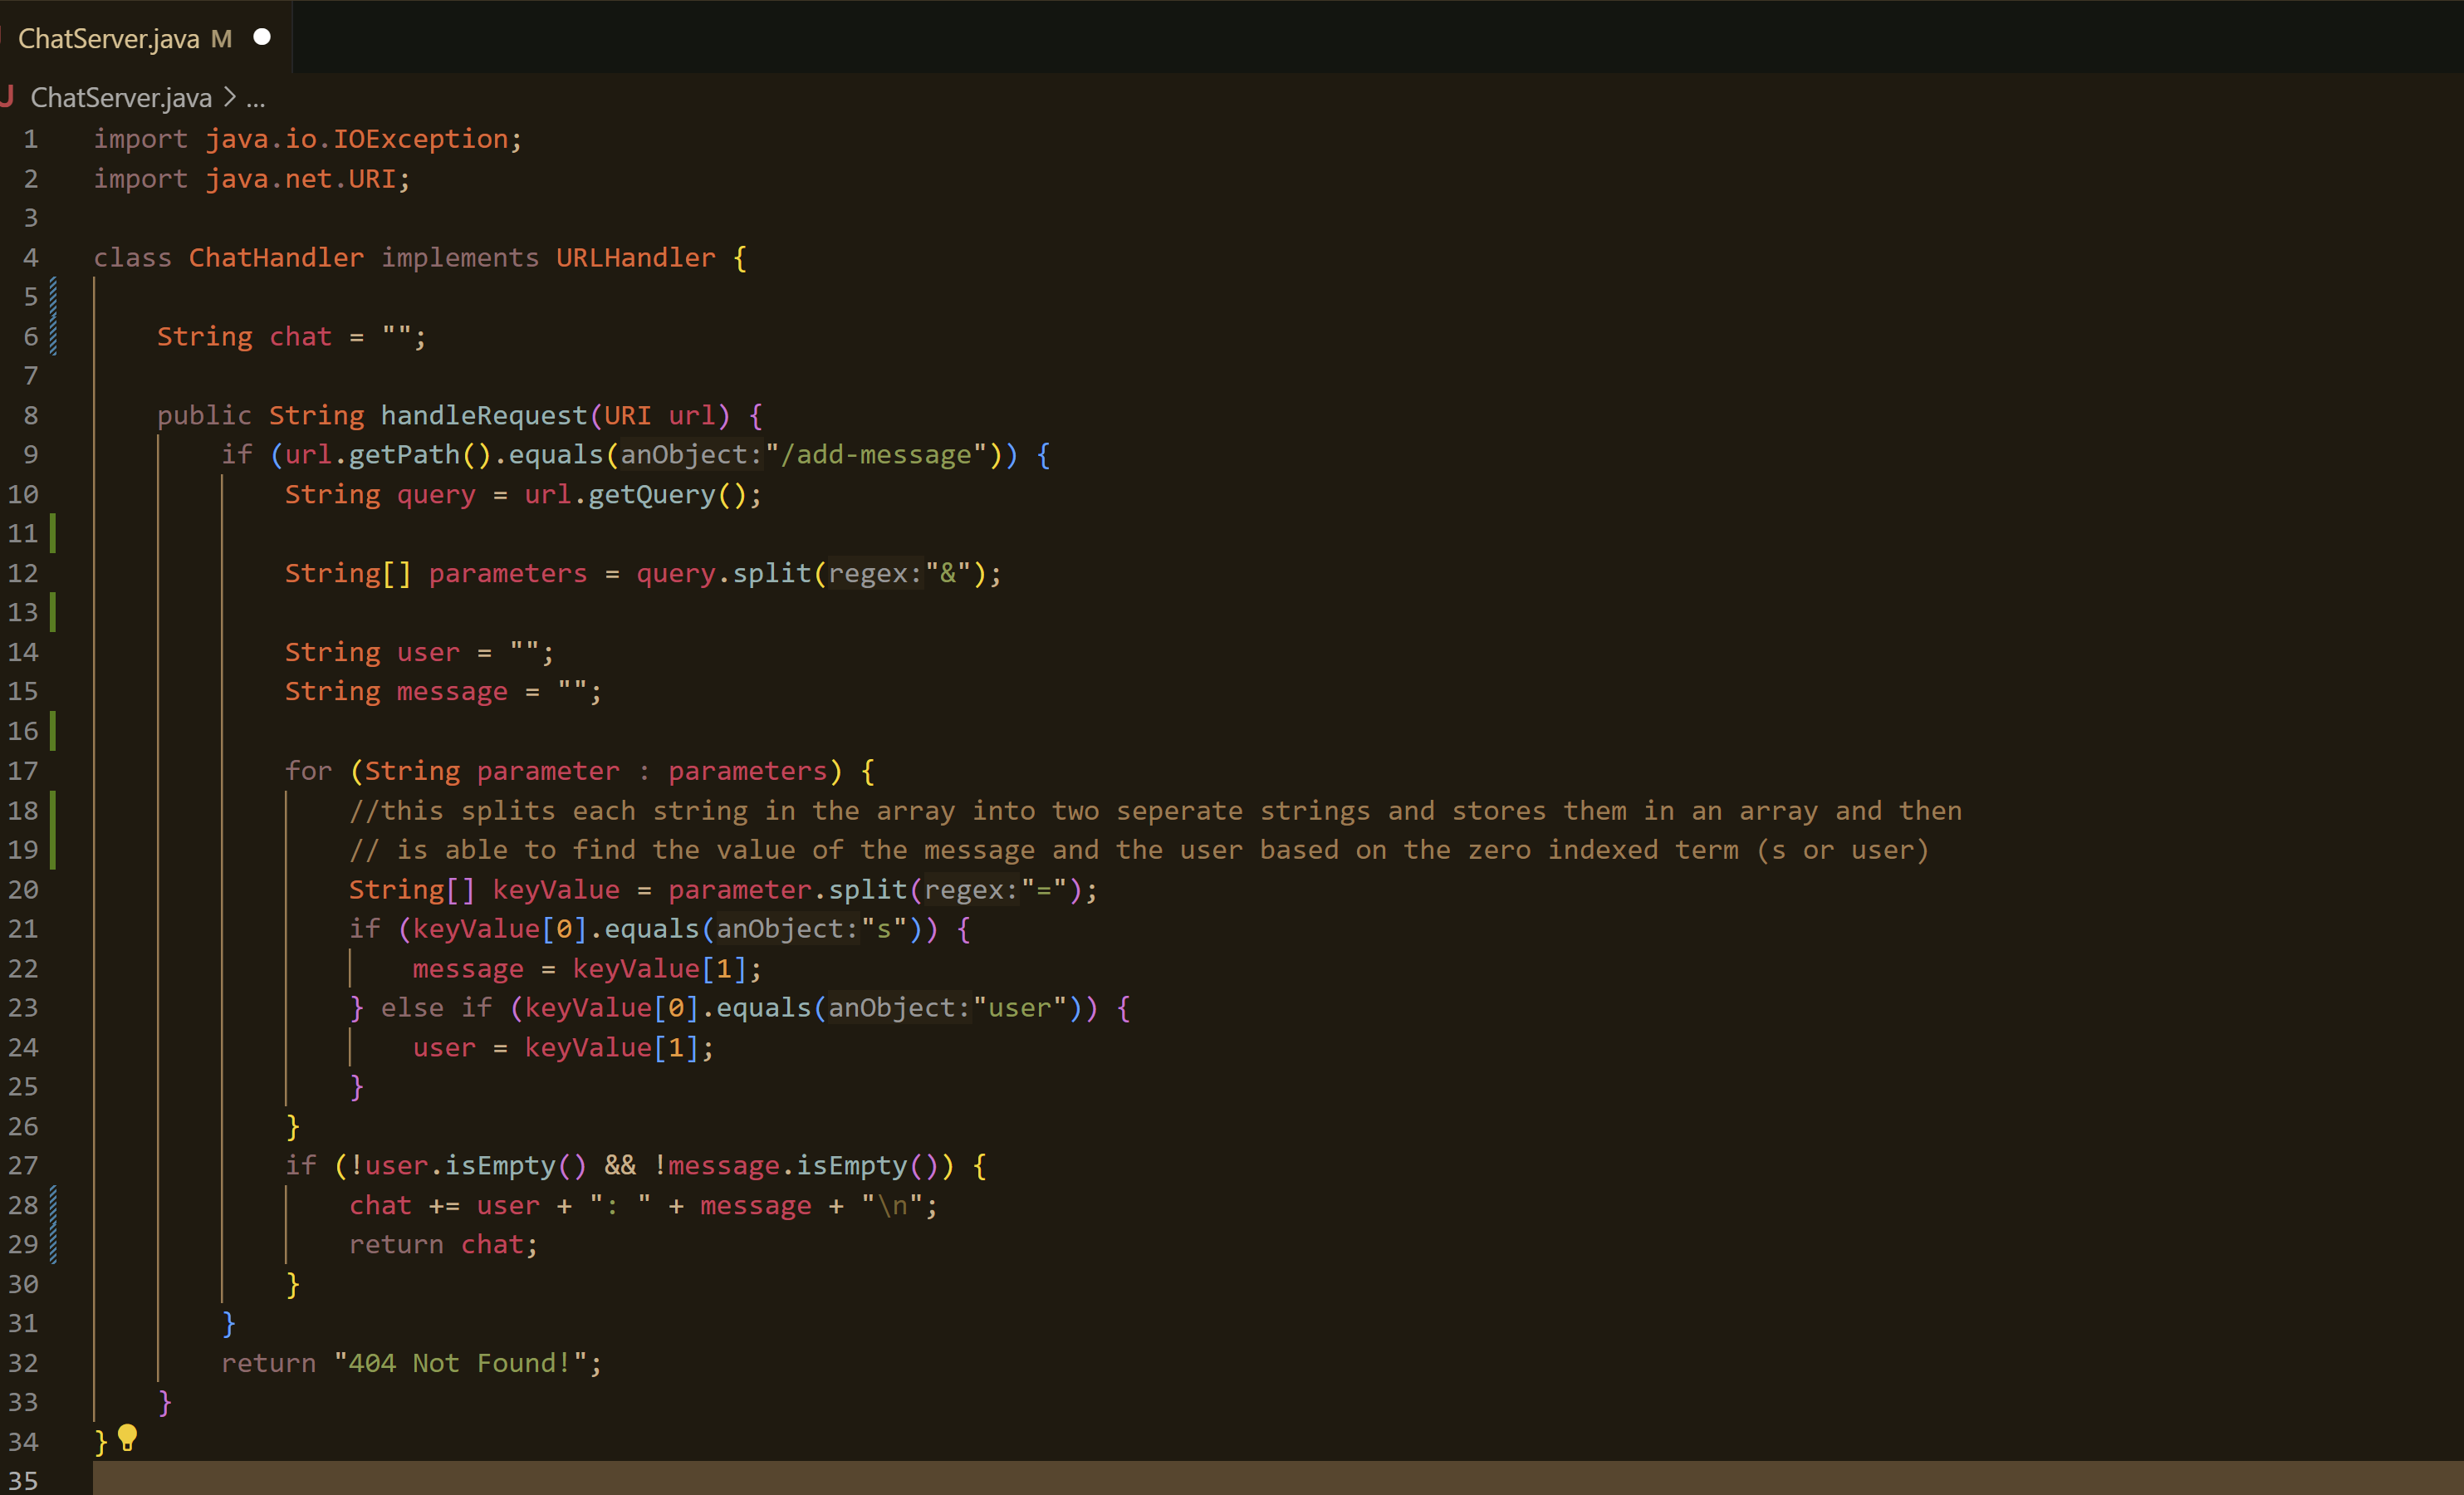 ChatServer.java M
ChatServer.java > ...
1 import java.io.IOException;
2 import java.net.URI;
3
4 class ChatHandler implements URLHandler {
5
6 String chat = "";
7
8 public String handleRequest(URI url) {
9 if (url.getPath().equals(anObject:"/add-message")) {
10 String query = url.getQuery();
11
12 String[] parameters = query.split(regex:"&");
13
14 String user = "";
15 String message = "";
16
17 for (String parameter : parameters) {
18 //this splits each string in the array into two seperate strings and stores them in an array and then
19 // is able to find the value of the message and the user based on the zero indexed term (s or user)
20 String[] keyValue = parameter.split(regex:"=");
21 if (keyValue[0].equals(anObject:"s")) {
22 message = keyValue[1];
23 } else if (keyValue[0].equals(anObject:"user")) {
24 user = keyValue[1];
25 }
26 }
27 if (!user.isEmpty() && !message.isEmpty()) {
28 chat += user + ": " + message + "\n";
29 return chat;
30 }
31 }
32 return "404 Not Found!";
33 }
34 }
35